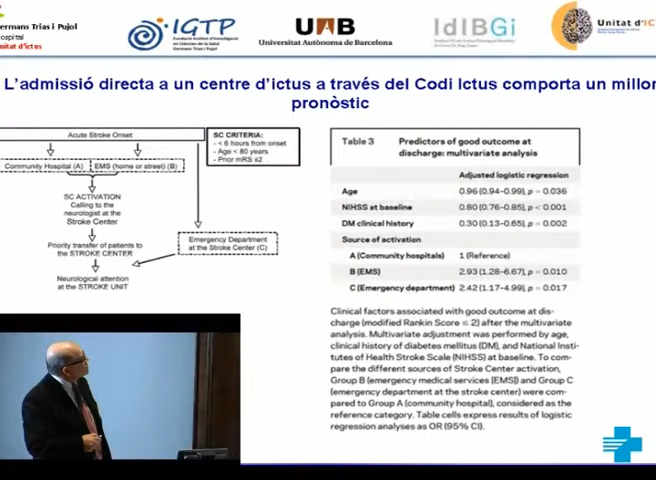 Germans Trias i Pujol
Hospital
Unitat d'ictus
IGTP
Fundació Institut d'Investigació
en Ciències de la Salut
Germans Trias i Pujol
UAB
Universitat Autònoma de Barcelona
IdIBGi
Unitat d'IC
L'admissió directa a un centre d'ictus a través del Codi Ictus comporta un millor
pronòstic
Acute Stroke Onset
SC CRITERIA:
- < 6 hours from onset
- Age < 80 years
- Prior mRS ≤2
Community Hospital (A)
EMS (home or street) (B)
SC ACTIVATION
Calling to the
neurologist at the
Stroke Center
Priority transfer of patients to
the STROKE CENTER
Emergency Department
at the Stroke Center (C)
Neurological attention
at the STROKE UNIT
Table 3 Predictors of good outcome at
discharge: multivariate analysis
Adjusted logistic regression
Age 0.96 (0.94–0.99), p = 0.036
NIHSS at baseline 0.80 (0.76–0.85), p < 0.001
DM clinical history 0.30 (0.13–0.65), p = 0.002
Source of activation
A (Community hospitals) 1 (Reference)
B (EMS) 2.93 (1.28–6.67), p = 0.010
C (Emergency department) 2.42 (1.17–4.99), p = 0.017
Clinical factors associated with good outcome at dis-
charge (modified Rankin Score ≤ 2) after the multivariate
analysis. Multivariate adjustment was performed by age,
clinical history of diabetes mellitus (DM), and National Insti-
tutes of Health Stroke Scale (NIHSS) at baseline. To com-
pare the different sources of Stroke Center activation,
Group B (emergency medical services [EMS]) and Group C
(emergency department at the stroke center) were com-
pared to Group A (community hospital), considered as the
reference category. Table cells express results of logistic
regression analyses as OR (95% CI).